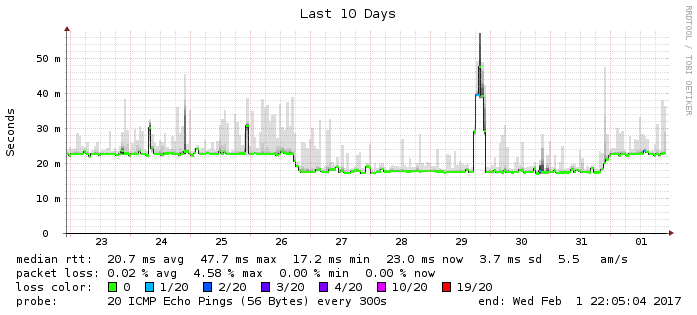 Last 10 Days
RRDTOOL / TOBI OETIKER
Seconds
50 m
40 m
30 m
20 m
10 m
0
23 24 25 26 27 28 29 30 31 01
median rtt: 20.7 ms avg 47.7 ms max 17.2 ms min 23.0 ms now 3.7 ms sd 5.5 am/s
packet loss: 0.02 % avg 4.58 % max 0.00 % min 0.00 % now
loss color: 0 1/20 2/20 3/20 4/20 10/20 19/20
probe: 20 ICMP Echo Pings (56 Bytes) every 300s end: Wed Feb 1 22:05:04 2017